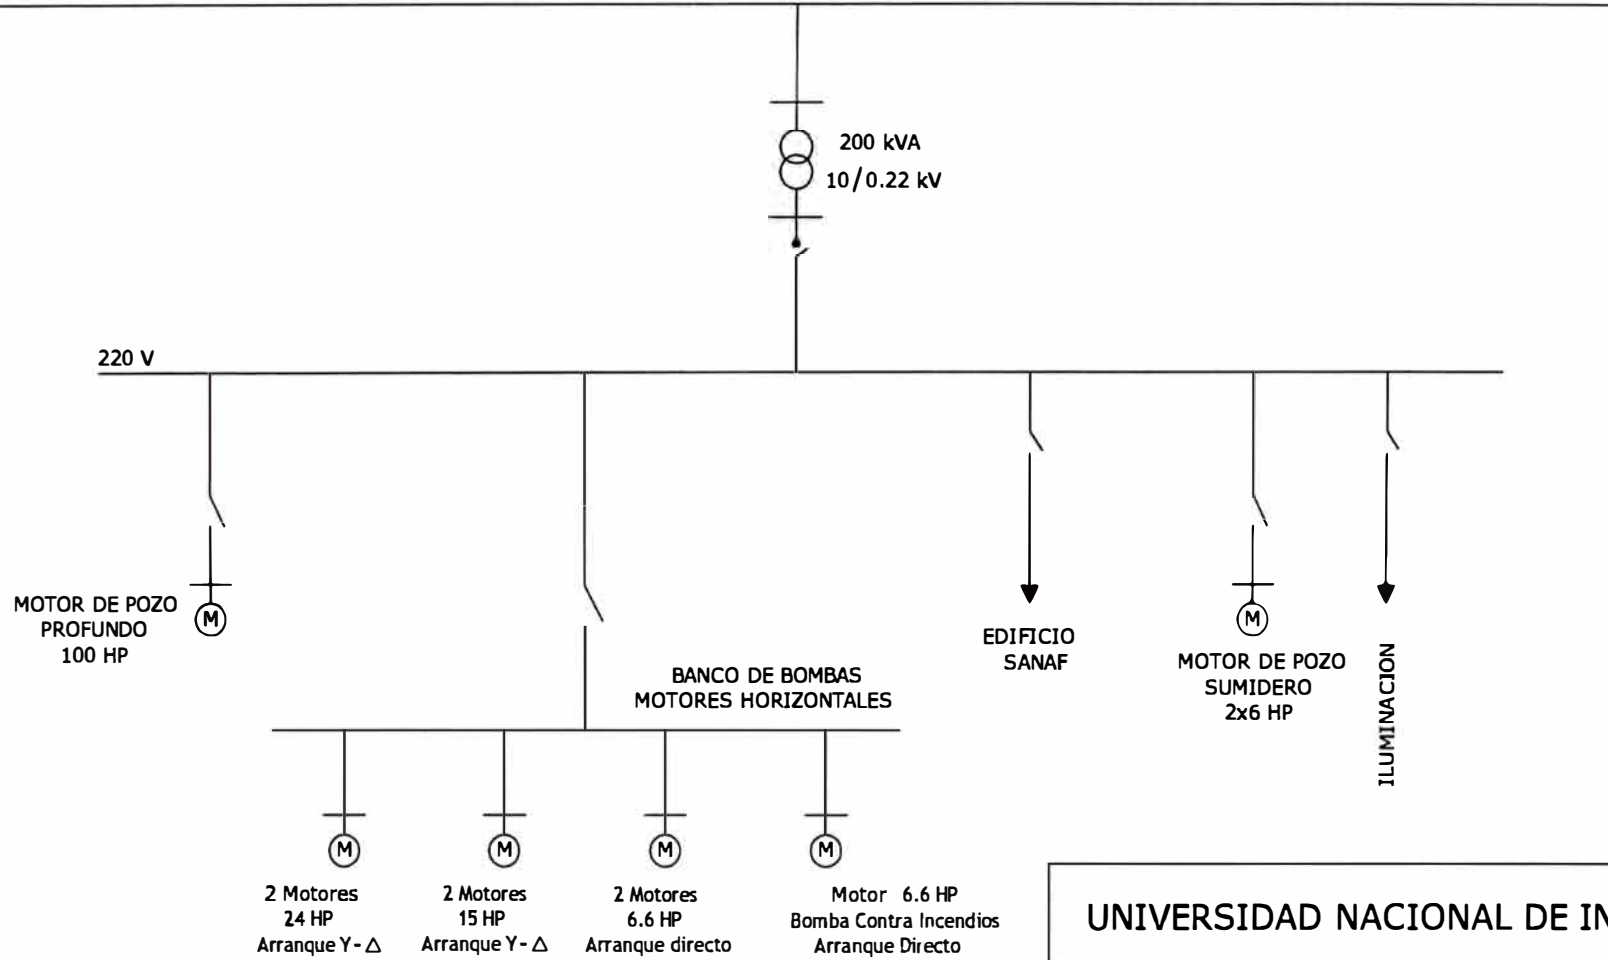 200 kVA
10/0.22 kV
220 V
MOTOR DE POZO
PROFUNDO
100 HP
M
BANCO DE BOMBAS
MOTORES HORIZONTALES
EDIFICIO
SANAF
M
MOTOR DE POZO
SUMIDERO
2x6 HP
ILUMINACION
M
M
M
M
2 Motores
24 HP
Arranque Y - Δ
2 Motores
15 HP
Arranque Y - Δ
2 Motores
6.6 HP
Arranque directo
Motor 6.6 HP
Bomba Contra Incendios
Arranque Directo
UNIVERSIDAD NACIONAL DE IN